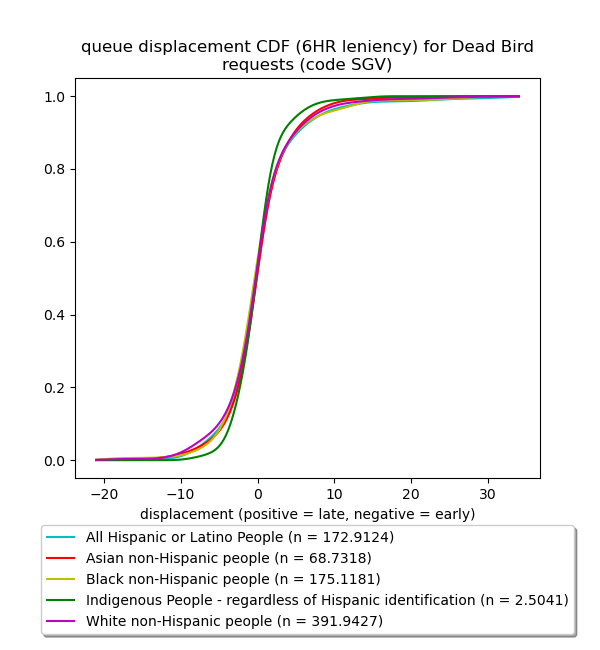 queue displacement CDF (6HR leniency) for Dead Bird
requests (code SGV)
1.0
0.8
0.6
0.4
0.2
0.0
−20
−10
0
10
20
30
displacement (positive = late, negative = early)
All Hispanic or Latino People (n = 172.9124)
Asian non-Hispanic people (n = 68.7318)
Black non-Hispanic people (n = 175.1181)
Indigenous People - regardless of Hispanic identification (n = 2.5041)
White non-Hispanic people (n = 391.9427)